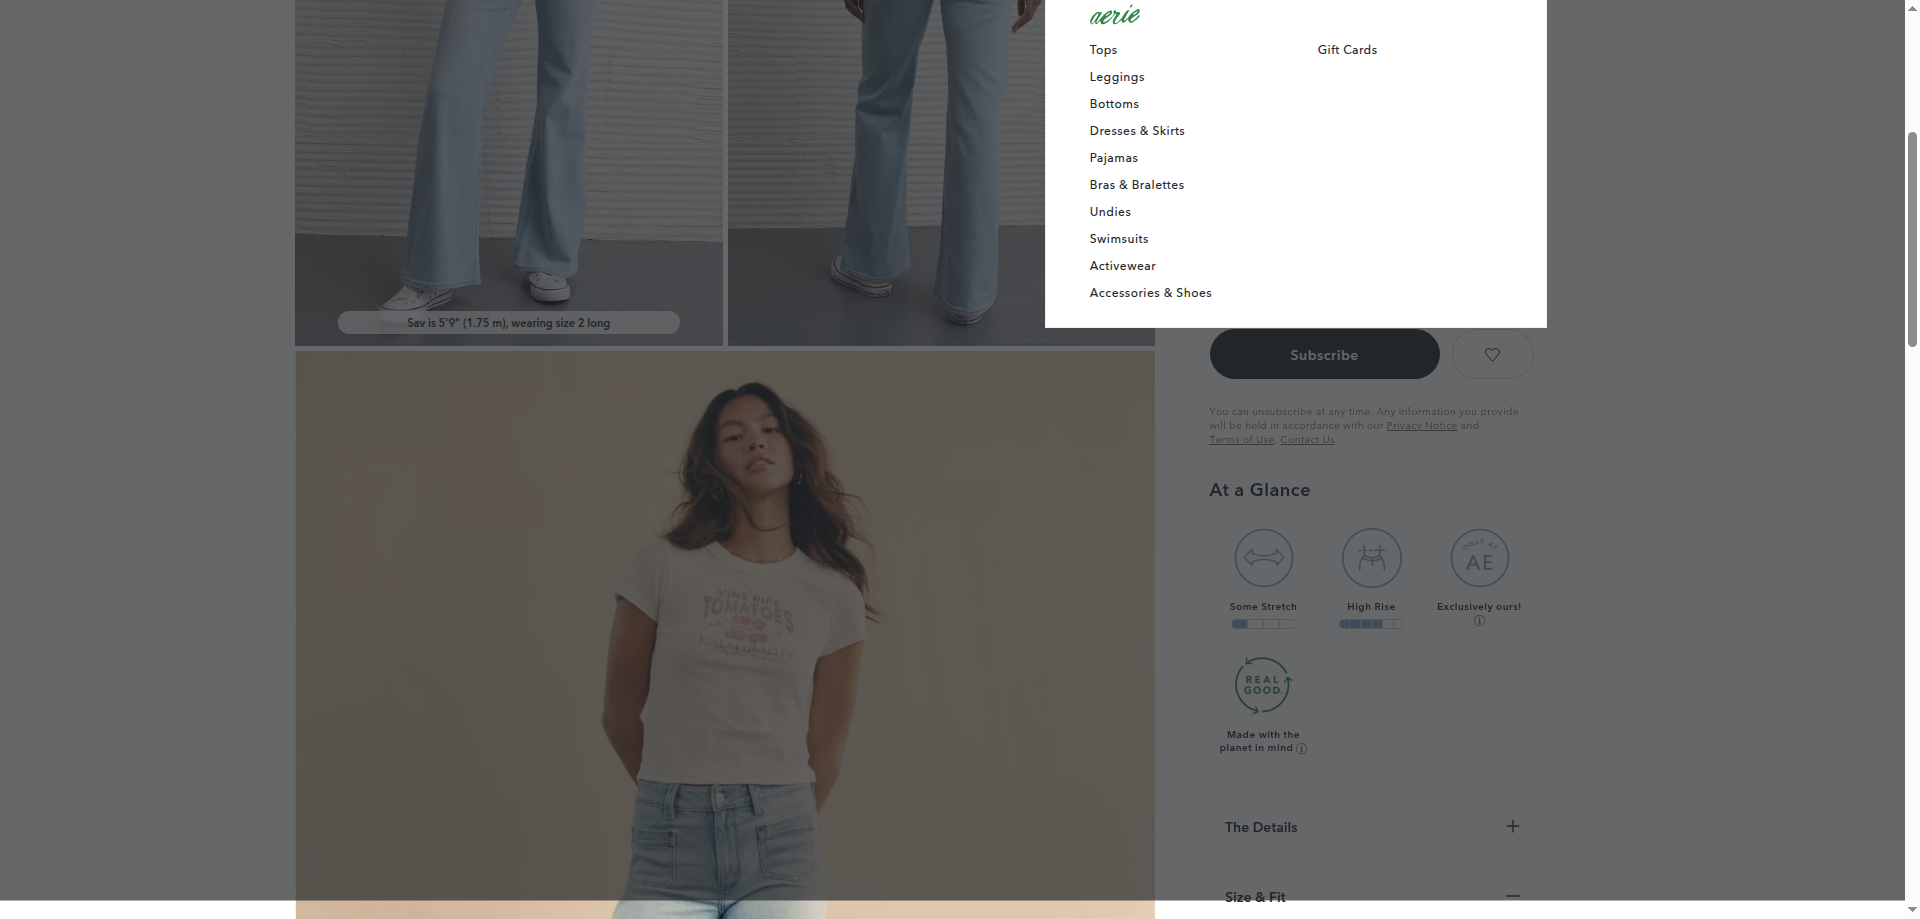 aerie
Tops
Leggings
Bottoms
Dresses & Skirts
Pajamas
Bras & Bralettes
Undies
Swimsuits
Activewear
Accessories & Shoes
Gift Cards
Sav is 5'9" (1.75 m), wearing size 2 long
VINE RIPE
TOMATOES
FINEST QUALITY
Subscribe
You can unsubscribe at any time. Any information you provide
will be held in accordance with our Privacy Notice and
Terms of Use. Contact Us.
At a Glance
ONLY AT
AE
Some Stretch
High Rise
Exclusively ours!
REAL
GOOD.
Made with the
planet in mind
The Details
Size & Fit